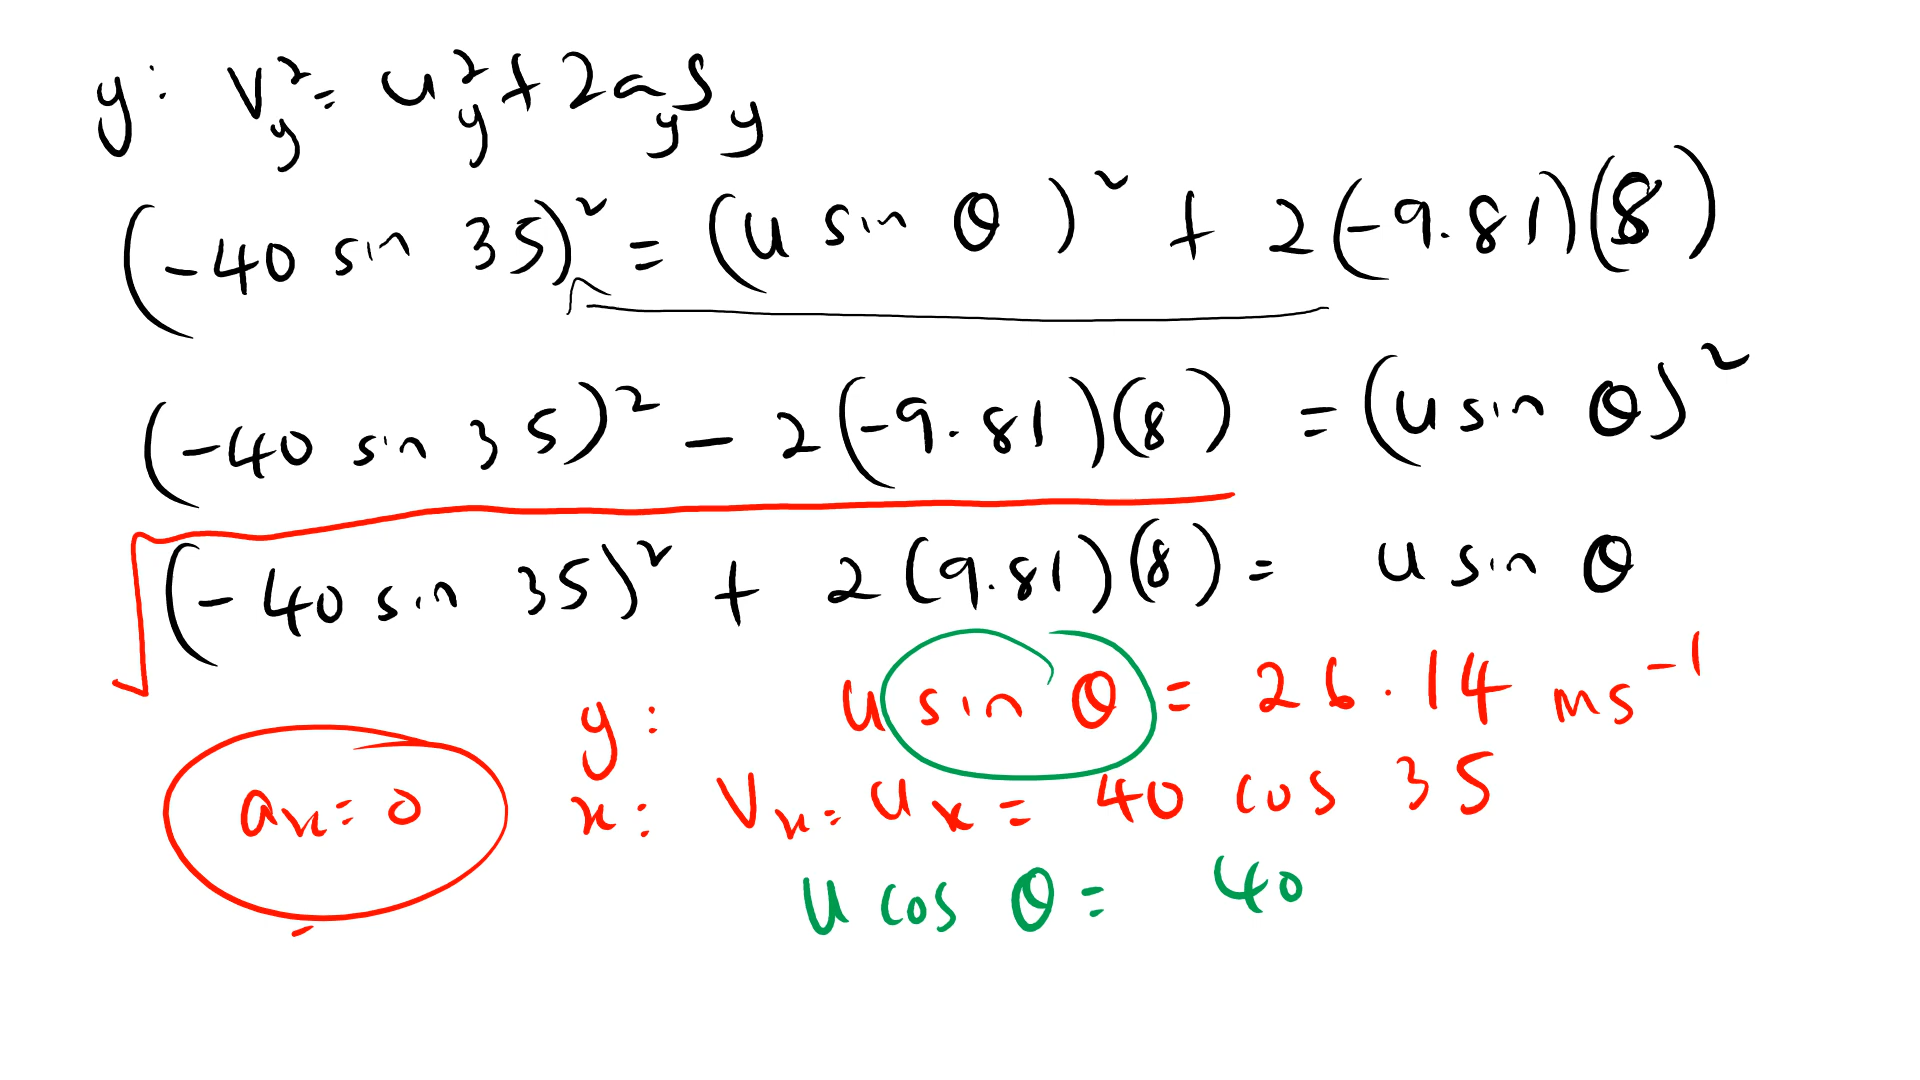 y: v_y² = u_y² + 2a_y s_y
(-40 sin 35)² = (u sin θ)² + 2(-9.81)(8)
(-40 sin 35)² - 2(-9.81)(8) = (u sin θ)²
√(-40 sin 35)² + 2(9.81)(8) = u sin θ
y: u sin θ = 26.14 ms⁻¹
aₓ = 0
x: vₓ = uₓ = 40 cos 35
u cos θ = 40